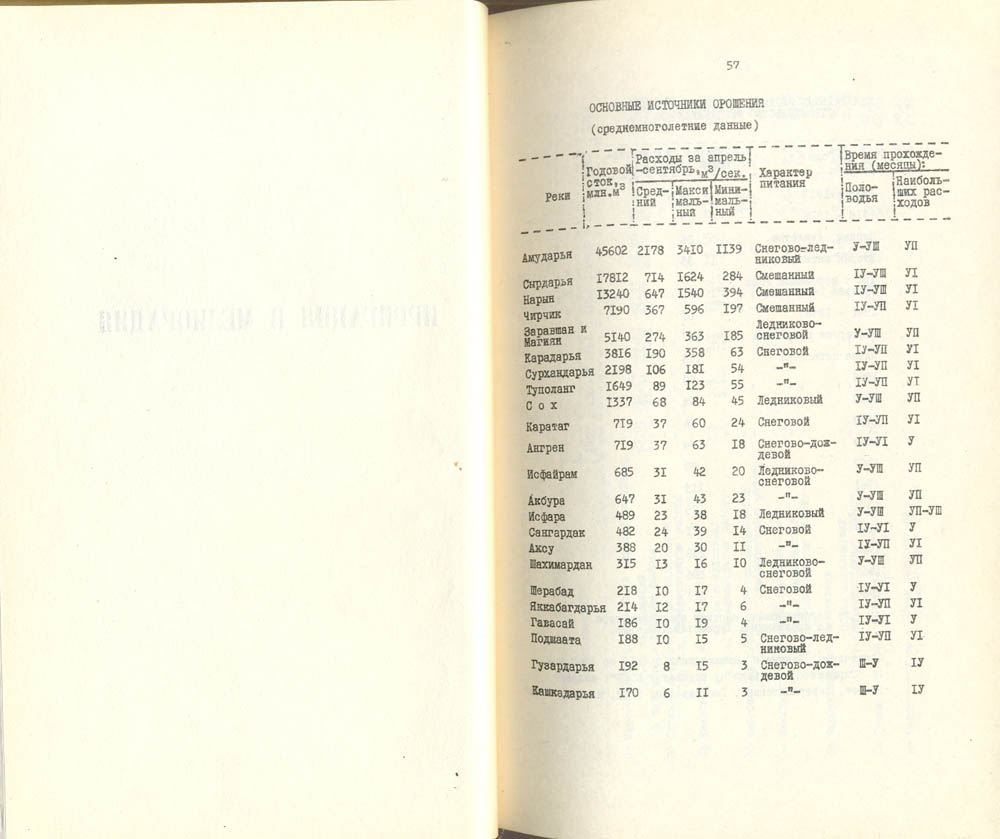 57
ОСНОВНЫЕ ИСТОЧНИКИ ОРОШЕНИЯ
(среднемноголетние данные)
Реки
Годовой сток, млн.м3
Расходы за апрель-сентябрь, м3/сек.
Средний
Максимальный
Минимальный
Характер питания
Время прохождения (месяцы):
Половодья
Наибольших расходов
Амударья 45602 2178 3410 1139 Снегово-лед- У-УШ УП
никовый
Сырдарья 17812 714 1624 284 Смешанный IУ-УШ УI
Нарын 13240 647 1540 394 Смешанный IУ-УШ УI
Чирчик 7190 367 596 197 Смешанный IУ-УП УI
Заравшан и Магиян 5140 274 363 185 Ледниково-снеговой У-УШ УП
Карадарья 3816 190 358 63 Снеговой IУ-УП УI
Сурхандарья 2198 106 181 54 -"- IУ-УП УI
Туполанг 1649 89 123 55 -"- IУ-УП УI
С о х 1337 68 84 45 Ледниковый У-УШ УП
Каратаг 719 37 60 24 Снеговой IУ-УП УI
Ангрен 719 37 63 18 Снегово-дож- IУ-УI У
девой
Исфайрам 685 31 42 20 Ледниково- У-УШ УП
снеговой
Акбура 647 31 43 23 -"- У-УШ УП
Исфара 489 23 38 18 Ледниковый У-УШ УП-УШ
Сангардак 482 24 39 14 Снеговой IУ-УI У
Аксу 388 20 30 11 -"- IУ-УП УI
Шахимардан 315 13 16 10 Ледниково- У-УШ УП
снеговой
Шерабад 218 10 17 4 Снеговой IУ-УI У
Яккабагдарья 214 12 17 6 -"- IУ-УП УI
Гавасай 186 10 19 4 -"- IУ-УI У
Подшаата 188 10 15 5 Снегово-лед- IУ-УП УI
никовый
Гузардарья 192 8 15 3 Снегово-дож- Ш-У IУ
девой
Кашкадарья 170 6 11 3 -"- Ш-У IУ